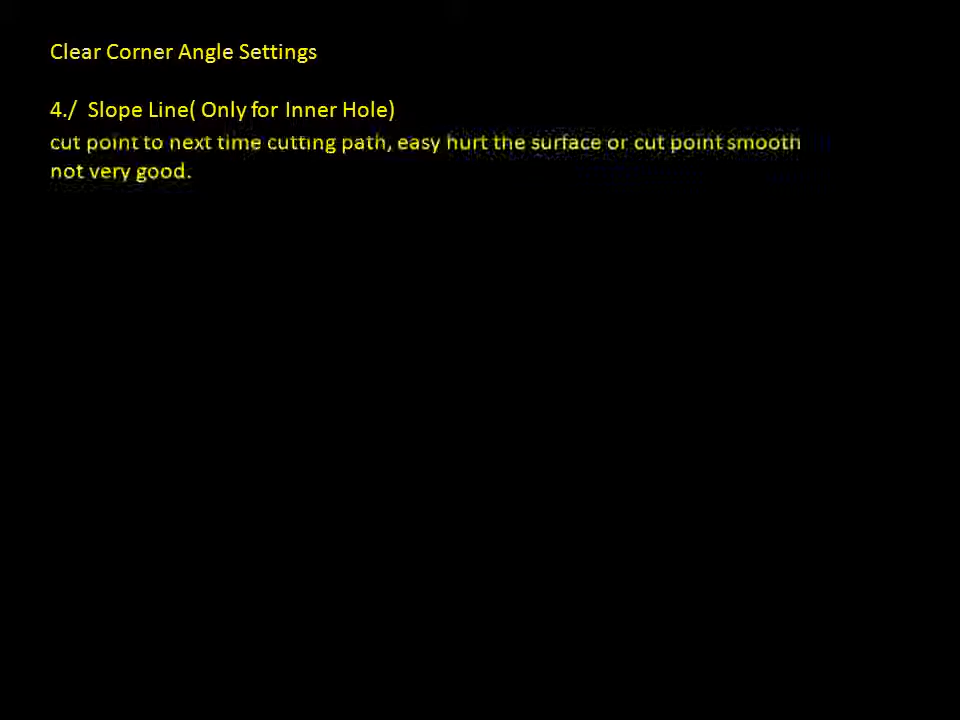 Clear Corner Angle Settings
4./ Slope Line( Only for Inner Hole)
cut point to next time cutting path, easy hurt the surface or cut point smooth
not very good.